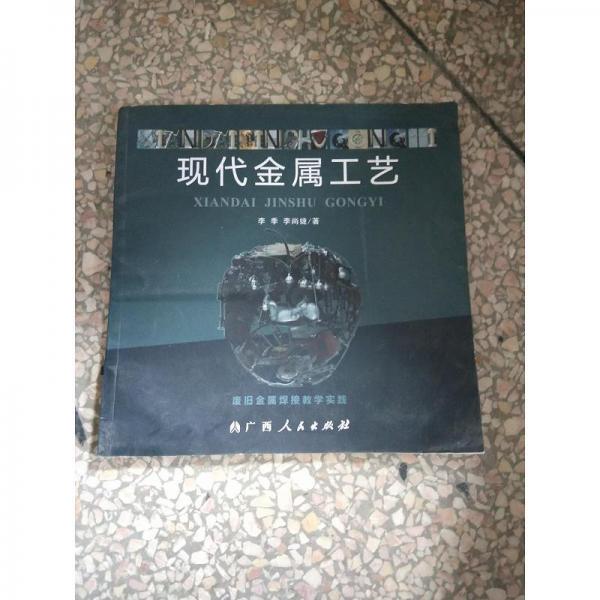 XIANDAIJINSHUGONGYI
现代金属工艺
XIANDAI JINSHU GONGYI
李季 李尚婕/著
废旧金属焊接教学实践
广西人民出版社